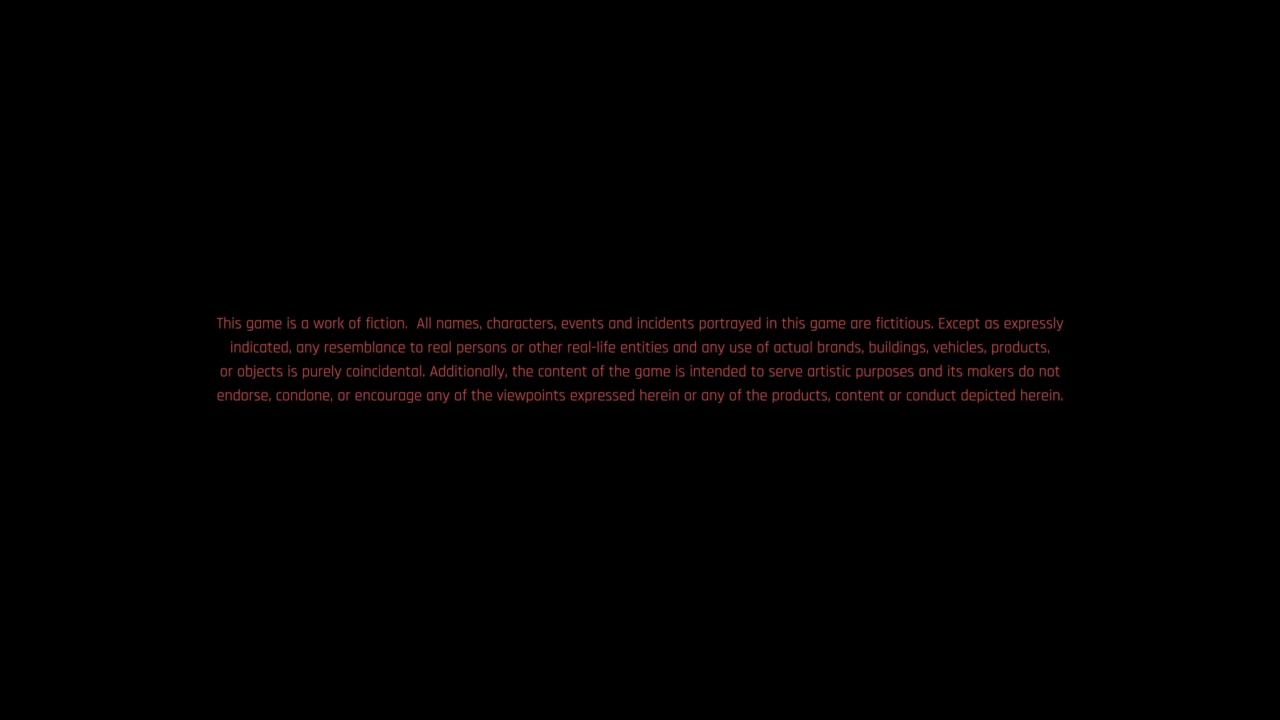 This game is a work of fiction.  All names, characters, events and incidents portrayed in this game are fictitious. Except as expressly
indicated, any resemblance to real persons or other real-life entities and any use of actual brands, buildings, vehicles, products,
or objects is purely coincidental. Additionally, the content of the game is intended to serve artistic purposes and its makers do not
endorse, condone, or encourage any of the viewpoints expressed herein or any of the products, content or conduct depicted herein.